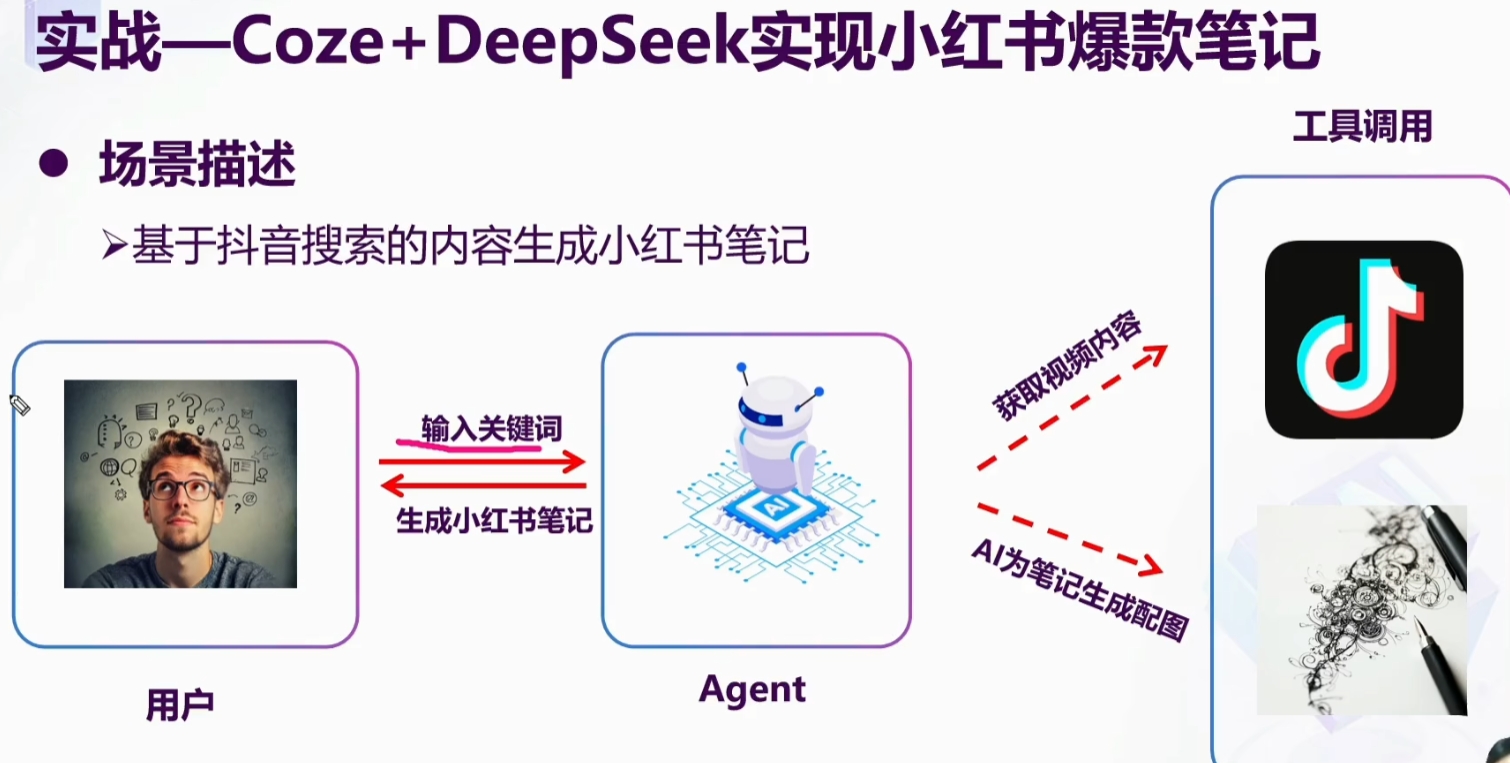 实战—Coze+DeepSeek实现小红书爆款笔记
工具调用
● 场景描述
➢基于抖音搜索的内容生成小红书笔记
输入关键词
生成小红书笔记
获取视频内容
AI为笔记生成配图
AI
用户
Agent